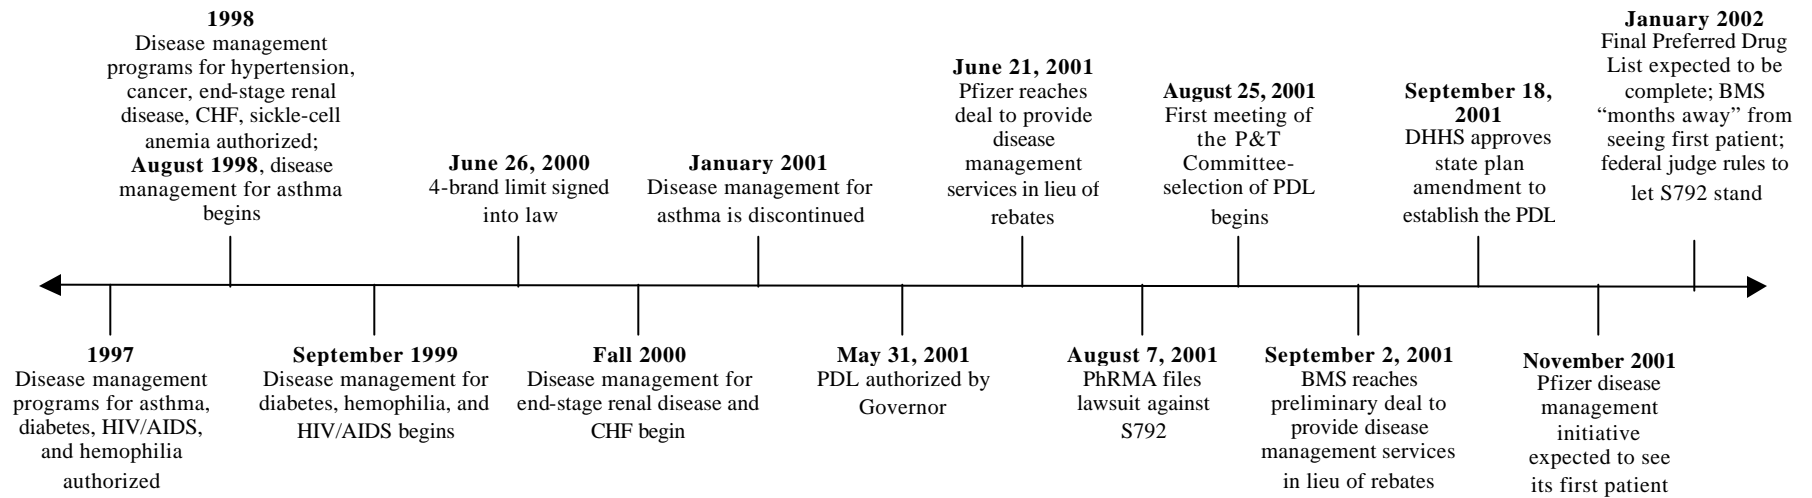 1998
Disease management
programs for hypertension,
cancer, end-stage renal
disease, CHF, sickle-cell
anemia authorized;
August 1998, disease
management for asthma
begins
June 26, 2000
4-brand limit signed
into law
January 2001
Disease management for
asthma is discontinued
June 21, 2001
Pfizer reaches
deal to provide
disease
management
services in lieu of
rebates
August 25, 2001
First meeting of
the P&T
Committee-
selection of PDL
begins
September 18,
2001
DHHS approves
state plan
amendment to
establish the PDL
January 2002
Final Preferred Drug
List expected to be
complete; BMS
“months away” from
seeing first patient;
federal judge rules to
let S792 stand
1997
Disease management
programs for asthma,
diabetes, HIV/AIDS,
and hemophilia
authorized
September 1999
Disease management for
diabetes, hemophilia, and
HIV/AIDS begins
Fall 2000
Disease management for
end-stage renal disease and
CHF begin
May 31, 2001
PDL authorized by
Governor
August 7, 2001
PhRMA files
lawsuit against
S792
September 2, 2001
BMS reaches
preliminary deal to
provide disease
management services
in lieu of rebates
November 2001
Pfizer disease
management
initiative
expected to see
its first patient